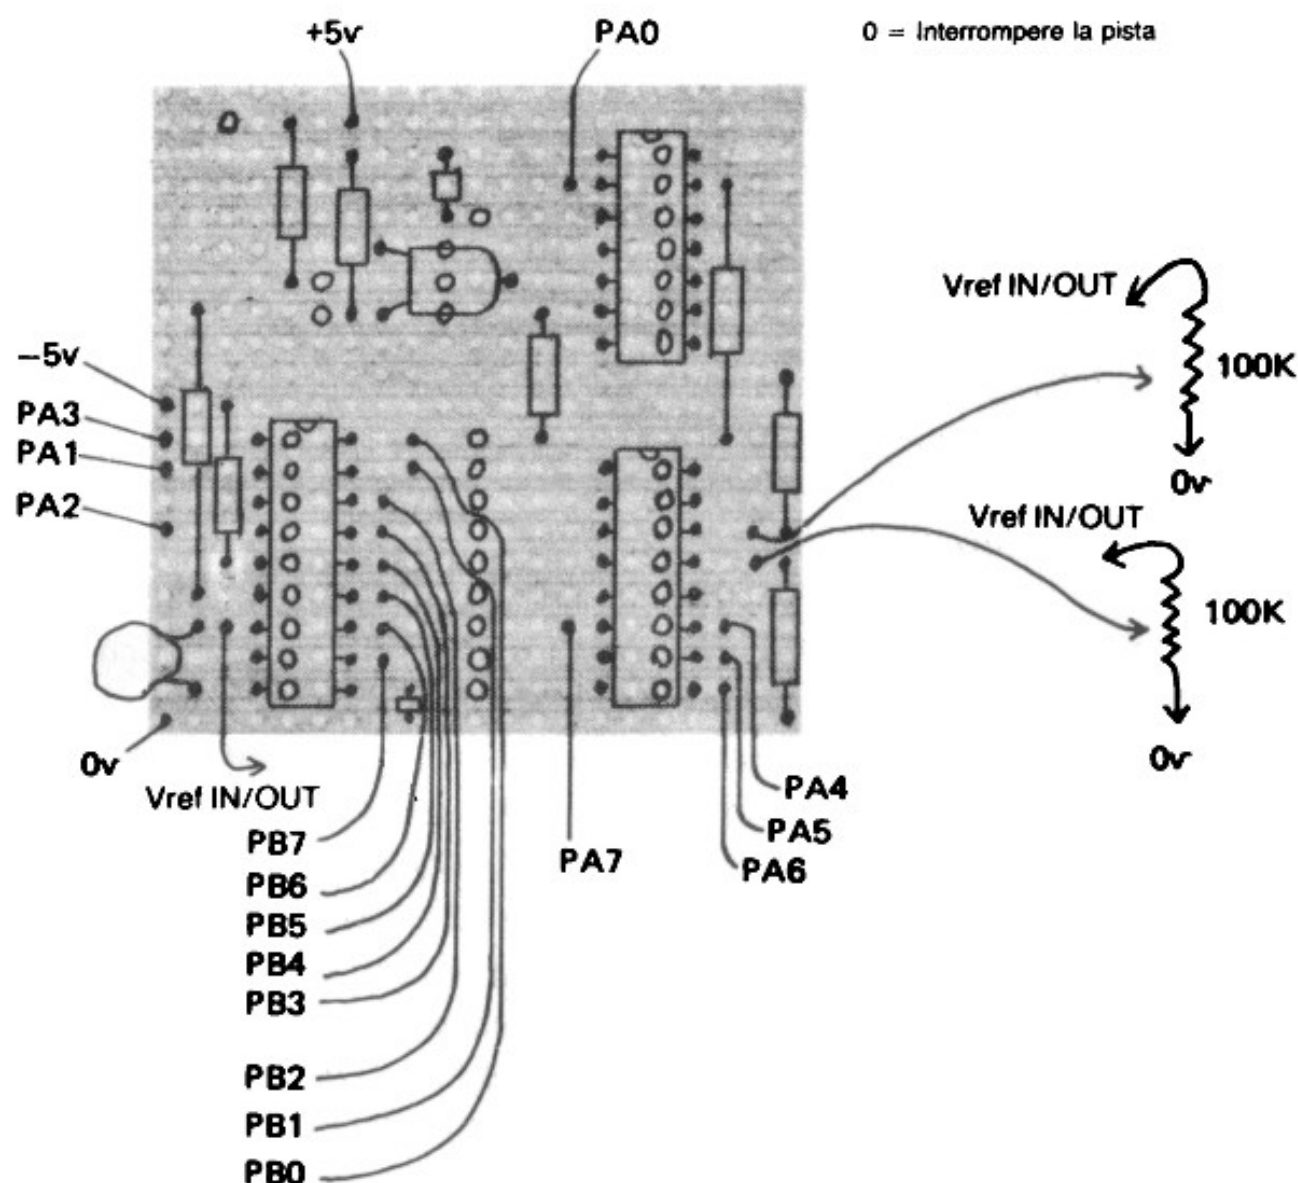 +5v
PA0
0 = Interrompere la pista
Vref IN/OUT
100K
0v
-5v
PA3
PA1
PA2
Vref IN/OUT
100K
0v
0v
Vref IN/OUT
PB7
PB6
PB5
PB4
PB3
PB2
PB1
PB0
PA7
PA4
PA5
PA6